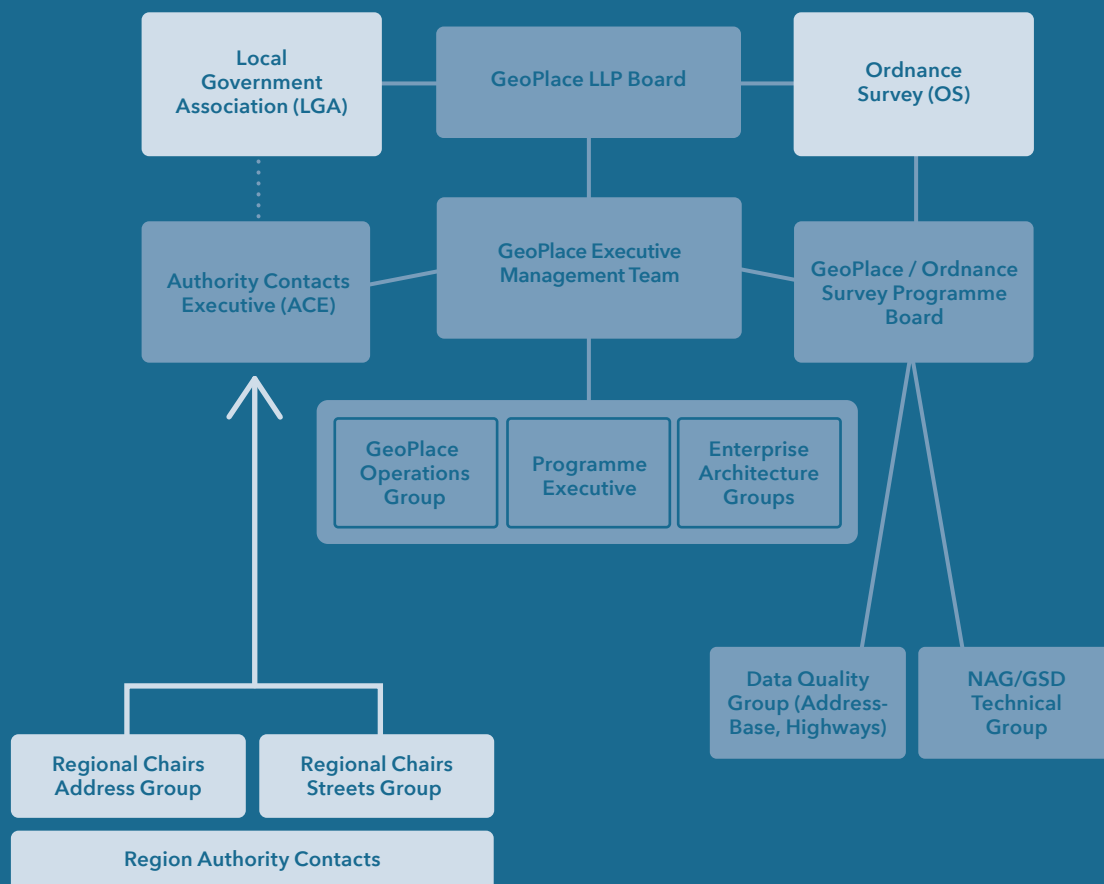 Local
Government
Association (LGA)
GeoPlace LLP Board
Ordnance
Survey (OS)
Authority Contacts
Executive (ACE)
GeoPlace Executive
Management Team
GeoPlace / Ordnance
Survey Programme
Board
GeoPlace
Operations
Group
Programme
Executive
Enterprise
Architecture
Groups
Data Quality
Group (Address-
Base, Highways)
NAG/GSD
Technical
Group
Regional Chairs
Address Group
Regional Chairs
Streets Group
Region Authority Contacts